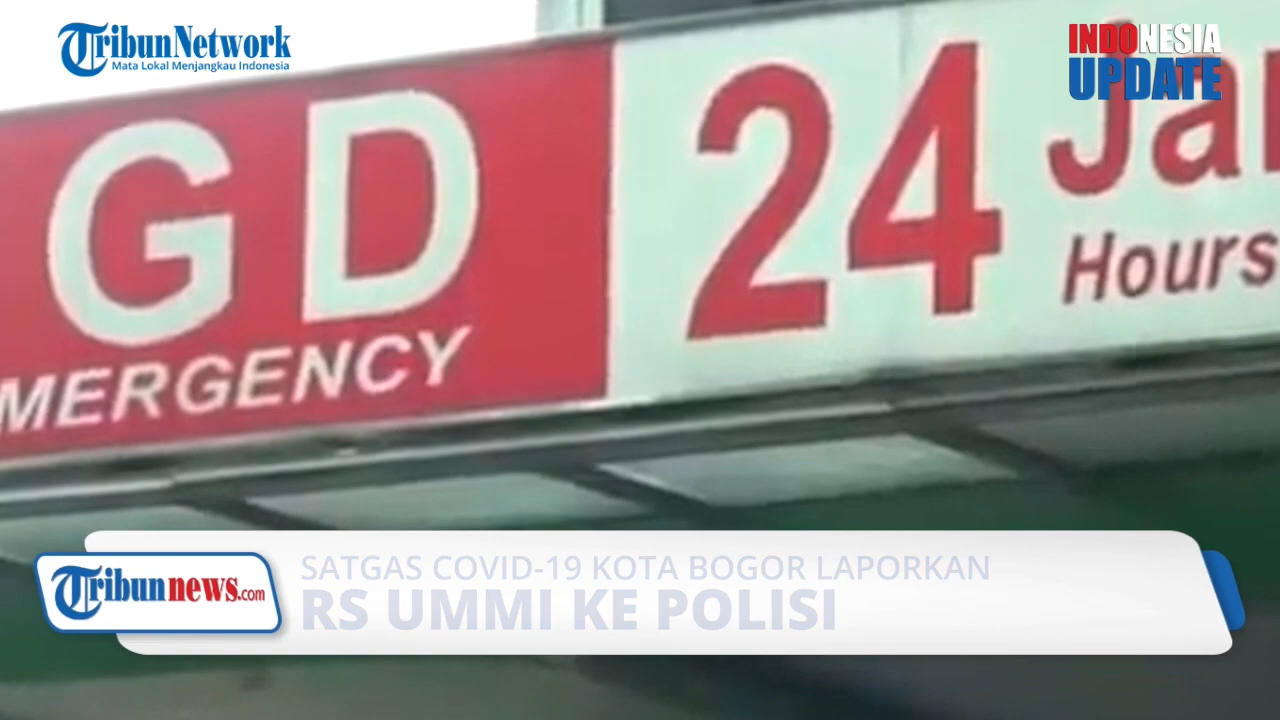 TribunNetwork
Mata Lokal Menjangkau Indonesia
INDONESIA
UPDATE
GD
MERGENCY
24 Ja
Hours
SATGAS COVID-19 KOTA BOGOR LAPORKAN
RS UMMI KE POLISI
Tribunnews.com